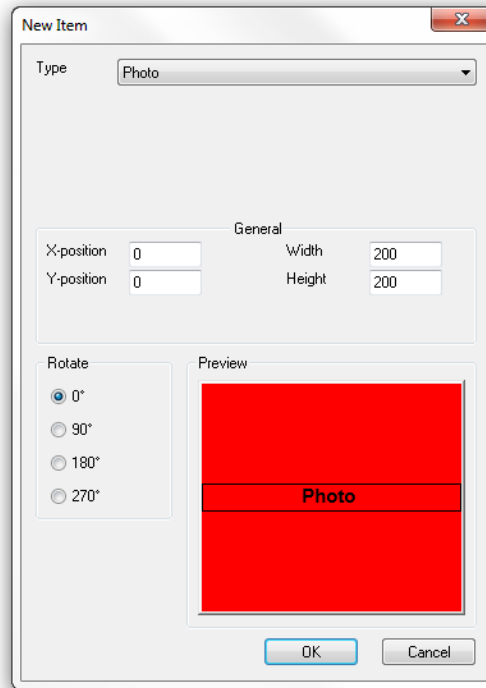 New Item
Type Photo
General
X-position 0 Width 200
Y-position 0 Height 200
Rotate Preview
0°
90°
180°
270°
Photo
OK Cancel